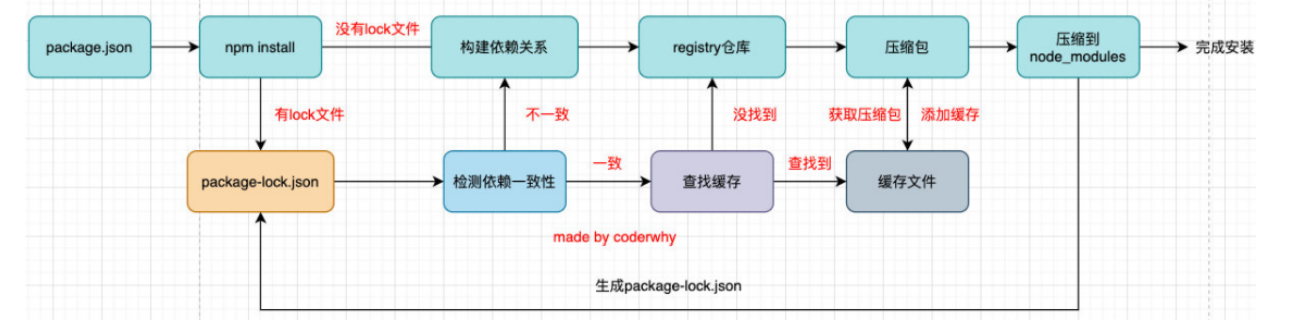 package.json
npm install
没有lock文件
构建依赖关系
registry仓库
压缩包
压缩到
node_modules
完成安装
有lock文件
不一致
没找到
获取压缩包
添加缓存
package-lock.json
检测依赖一致性
一致
查找缓存
查找到
缓存文件
made by coderwhy
生成package-lock.json